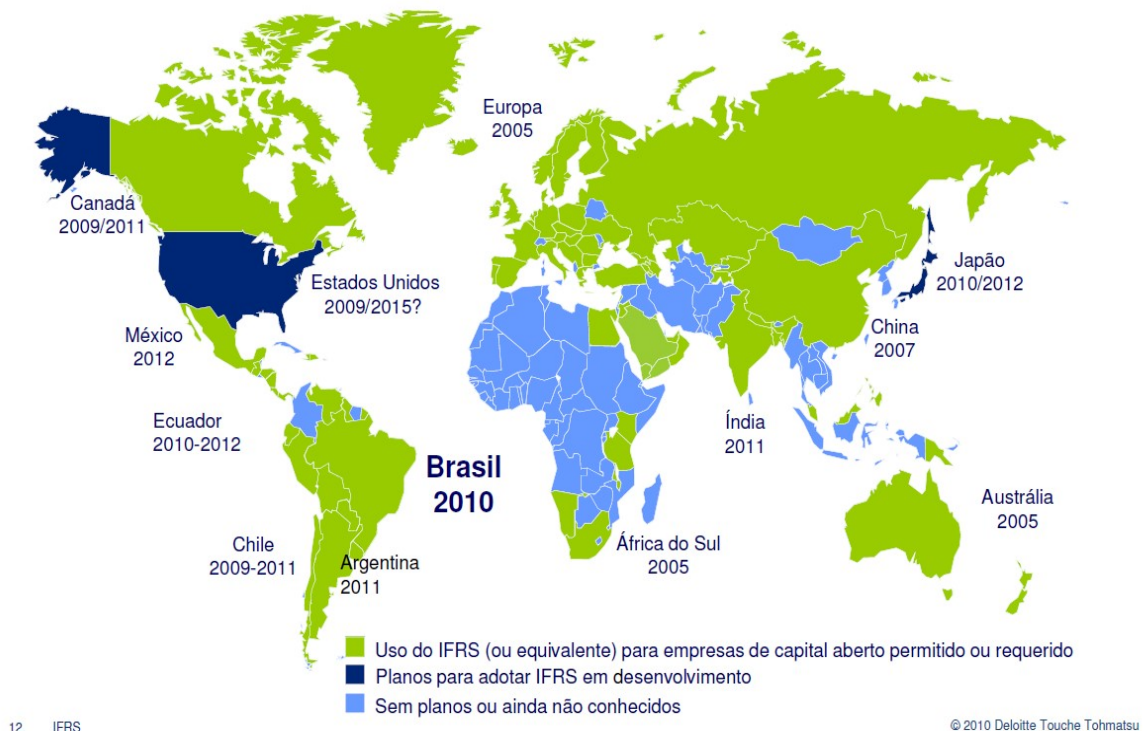 Europa
2005
Canadá
2009/2011
Estados Unidos
2009/2015?
Japão
2010/2012
México
2012
China
2007
Ecuador
2010-2012
Índia
2011
Brasil
2010
Austrália
2005
Chile
2009-2011
Argentina
2011
África do Sul
2005
Uso do IFRS (ou equivalente) para empresas de capital aberto permitido ou requerido
Planos para adotar IFRS em desenvolvimento
Sem planos ou ainda não conhecidos
12 IFRS
© 2010 Deloitte Touche Tohmatsu